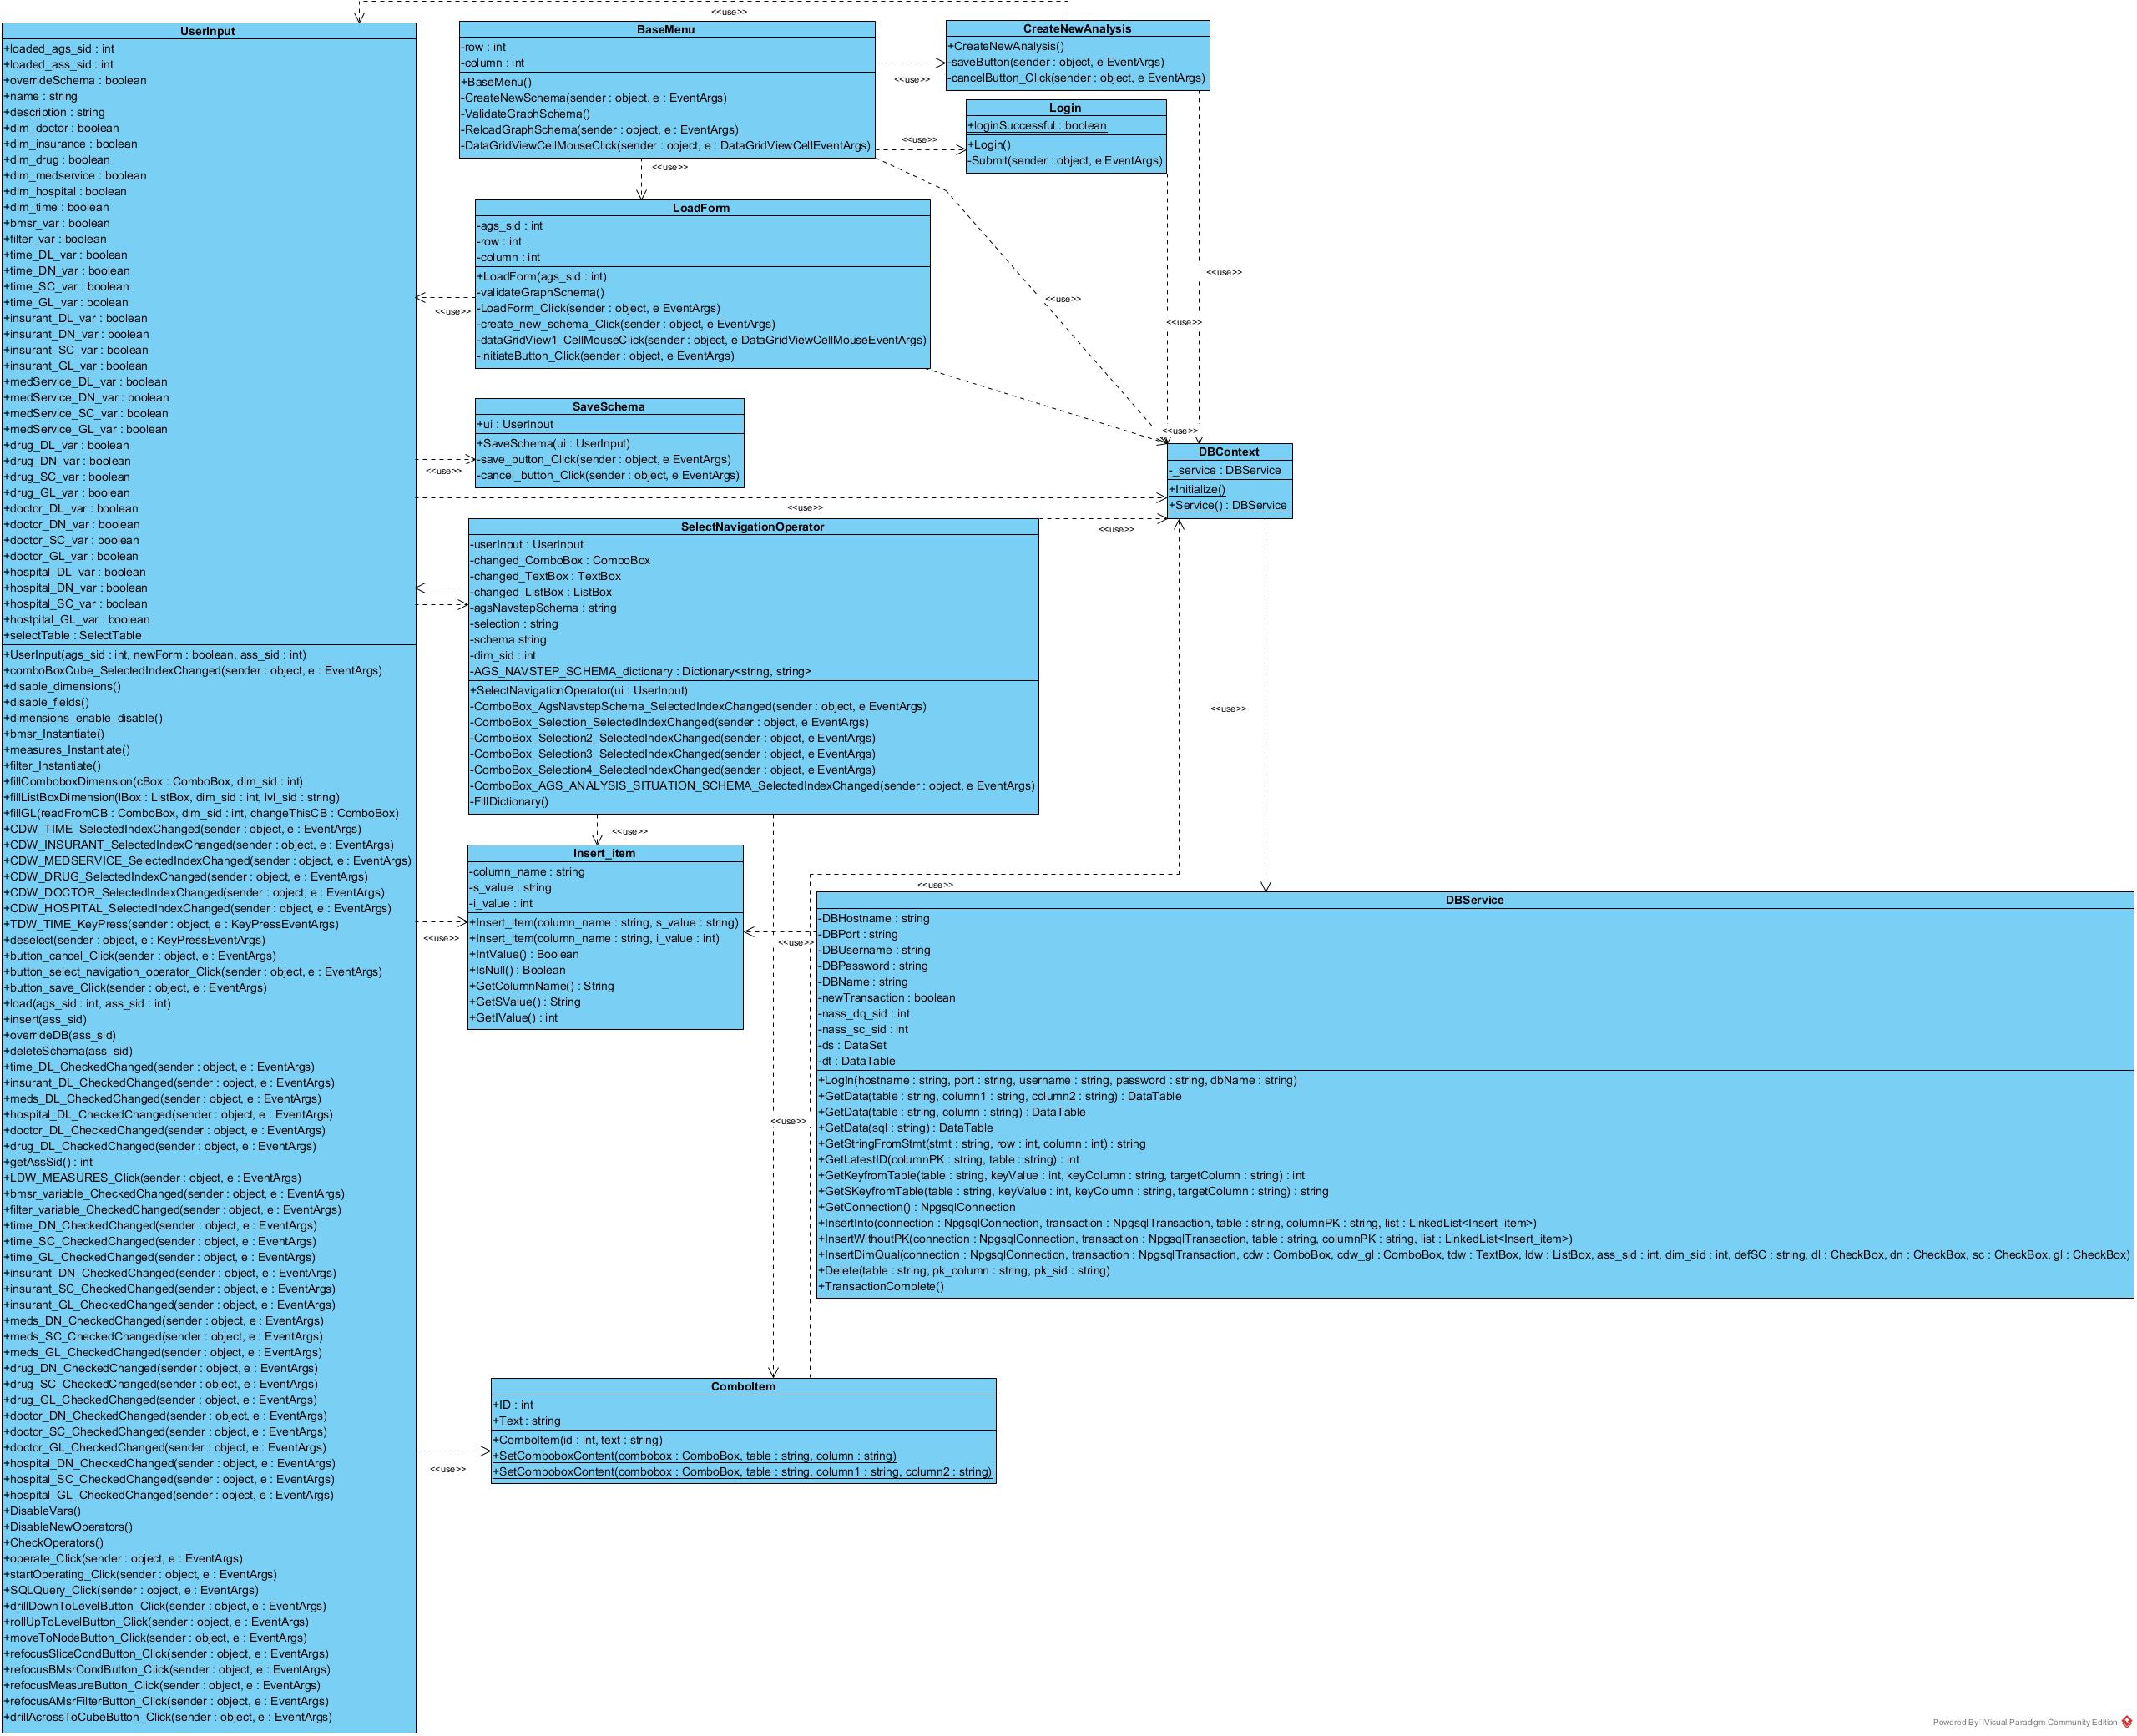 <<use>>
UserInput
+loaded_ags_sid : int
+loaded_ass_sid : int
+overrideSchema : boolean
+name : string
+description : string
+dim_doctor : boolean
+dim_insurance : boolean
+dim_drug : boolean
+dim_medservice : boolean
+dim_hospital : boolean
+dim_time : boolean
+bmsr_var : boolean
+filter_var : boolean
+time_DL_var : boolean
+time_DN_var : boolean
+time_SC_var : boolean
+time_GL_var : boolean
+insurant_DL_var : boolean
+insurant_DN_var : boolean
+insurant_SC_var : boolean
+insurant_GL_var : boolean
+medService_DL_var : boolean
+medService_DN_var : boolean
+medService_SC_var : boolean
+medService_GL_var : boolean
+drug_DL_var : boolean
+drug_DN_var : boolean
+drug_SC_var : boolean
+drug_GL_var : boolean
+doctor_DL_var : boolean
+doctor_DN_var : boolean
+doctor_SC_var : boolean
+doctor_GL_var : boolean
+hospital_DL_var : boolean
+hospital_DN_var : boolean
+hospital_SC_var : boolean
+hostpital_GL_var : boolean
+selectTable : SelectTable
+UserInput(ags_sid : int, newForm : boolean, ass_sid : int)
+comboBoxCube_SelectedIndexChanged(sender : object, e : EventArgs)
+disable_dimensions()
+disable_fields()
+dimensions_enable_disable()
+bmsr_Instantiate()
+measures_Instantiate()
+filter_Instantiate()
+fillComboboxDimension(cBox : ComboBox, dim_sid : int)
+fillListBoxDimension(lBox : ListBox, dim_sid : int, lvl_sid : string)
+fillGL(readFromCB : ComboBox, dim_sid : int, changeThisCB : ComboBox)
+CDW_TIME_SelectedIndexChanged(sender : object, e : EventArgs)
+CDW_INSURANT_SelectedIndexChanged(sender : object, e : EventArgs)
+CDW_MEDSERVICE_SelectedIndexChanged(sender : object, e : EventArgs)
+CDW_DRUG_SelectedIndexChanged(sender : object, e : EventArgs)
+CDW_DOCTOR_SelectedIndexChanged(sender : object, e : EventArgs)
+CDW_HOSPITAL_SelectedIndexChanged(sender : object, e : EventArgs)
+TDW_TIME_KeyPress(sender : object, e : KeyPressEventArgs)
+deselect(sender : object, e : KeyPressEventArgs)
+button_cancel_Click(sender : object, e : EventArgs)
+button_select_navigation_operator_Click(sender : object, e : EventArgs)
+button_save_Click(sender : object, e : EventArgs)
+load(ags_sid : int, ass_sid : int)
+insert(ass_sid)
+overrideDB(ass_sid)
+deleteSchema(ass_sid)
+time_DL_CheckedChanged(sender : object, e : EventArgs)
+insurant_DL_CheckedChanged(sender : object, e : EventArgs)
+meds_DL_CheckedChanged(sender : object, e : EventArgs)
+hospital_DL_CheckedChanged(sender : object, e : EventArgs)
+doctor_DL_CheckedChanged(sender : object, e : EventArgs)
+drug_DL_CheckedChanged(sender : object, e : EventArgs)
+getAssSid() : int
+LDW_MEASURES_Click(sender : object, e : EventArgs)
+bmsr_variable_CheckedChanged(sender : object, e : EventArgs)
+filter_variable_CheckedChanged(sender : object, e : EventArgs)
+time_DN_CheckedChanged(sender : object, e : EventArgs)
+time_SC_CheckedChanged(sender : object, e : EventArgs)
+time_GL_CheckedChanged(sender : object, e : EventArgs)
+insurant_DN_CheckedChanged(sender : object, e : EventArgs)
+insurant_SC_CheckedChanged(sender : object, e : EventArgs)
+insurant_GL_CheckedChanged(sender : object, e : EventArgs)
+meds_DN_CheckedChanged(sender : object, e : EventArgs)
+meds_SC_CheckedChanged(sender : object, e : EventArgs)
+meds_GL_CheckedChanged(sender : object, e : EventArgs)
+drug_DN_CheckedChanged(sender : object, e : EventArgs)
+drug_SC_CheckedChanged(sender : object, e : EventArgs)
+drug_GL_CheckedChanged(sender : object, e : EventArgs)
+doctor_DN_CheckedChanged(sender : object, e : EventArgs)
+doctor_SC_CheckedChanged(sender : object, e : EventArgs)
+doctor_GL_CheckedChanged(sender : object, e : EventArgs)
+hospital_DN_CheckedChanged(sender : object, e : EventArgs)
+hospital_SC_CheckedChanged(sender : object, e : EventArgs)
+hospital_GL_CheckedChanged(sender : object, e : EventArgs)
+DisableVars()
+DisableNewOperators()
+CheckOperators()
+operate_Click(sender : object, e : EventArgs)
+startOperating_Click(sender : object, e : EventArgs)
+SQLQuery_Click(sender : object, e : EventArgs)
+drillDownToLevelButton_Click(sender : object, e : EventArgs)
+rollUpToLevelButton_Click(sender : object, e : EventArgs)
+moveToNodeButton_Click(sender : object, e : EventArgs)
+refocusSliceCondButton_Click(sender : object, e : EventArgs)
+refocusBMsrCondButton_Click(sender : object, e : EventArgs)
+refocusMeasureButton_Click(sender : object, e : EventArgs)
+refocusAMsrFilterButton_Click(sender : object, e : EventArgs)
+drillAcrossToCubeButton_Click(sender : object, e : EventArgs)
BaseMenu
-row : int
-column : int
+BaseMenu()
-CreateNewSchema(sender : object, e : EventArgs)
-ValidateGraphSchema()
-ReloadGraphSchema(sender : object, e : EventArgs)
-DataGridViewCellMouseClick(sender : object, e : DataGridViewCellEventArgs)
<<use>>
<<use>>
<<use>>
CreateNewAnalysis
+CreateNewAnalysis()
-saveButton(sender : object, e EventArgs)
-cancelButton_Click(sender : object, e EventArgs)
Login
+loginSuccessful : boolean
+Login()
-Submit(sender : object, e EventArgs)
LoadForm
-ags_sid : int
-row : int
-column : int
+LoadForm(ags_sid : int)
-validateGraphSchema()
-LoadForm_Click(sender : object, e EventArgs)
-create_new_schema_Click(sender : object, e EventArgs)
-dataGridView1_CellMouseClick(sender : object, e DataGridViewCellMouseEventArgs)
-initiateButton_Click(sender : object, e EventArgs)
<<use>>
<<use>>
<<use>>
<<use>>
<<use>>
SaveSchema
+ui : UserInput
+SaveSchema(ui : UserInput)
-save_button_Click(sender : object, e EventArgs)
-cancel_button_Click(sender : object, e EventArgs)
<<use>>
DBContext
-_service : DBService
+Initialize()
+Service() : DBService
<<use>>
<<use>>
SelectNavigationOperator
-userInput : UserInput
-changed_ComboBox : ComboBox
-changed_TextBox : TextBox
-changed_ListBox : ListBox
-agsNavstepSchema : string
-selection : string
-schema string
-dim_sid : int
-AGS_NAVSTEP_SCHEMA_dictionary : Dictionary<string, string>
+SelectNavigationOperator(ui : UserInput)
-ComboBox_AgsNavstepSchema_SelectedIndexChanged(sender : object, e EventArgs)
-ComboBox_Selection_SelectedIndexChanged(sender : object, e EventArgs)
-ComboBox_Selection2_SelectedIndexChanged(sender : object, e EventArgs)
-ComboBox_Selection3_SelectedIndexChanged(sender : object, e EventArgs)
-ComboBox_Selection4_SelectedIndexChanged(sender : object, e EventArgs)
-ComboBox_AGS_ANALYSIS_SITUATION_SCHEMA_SelectedIndexChanged(sender : object, e EventArgs)
-FillDictionary()
<<use>>
<<use>>
<<use>>
Insert_item
-column_name : string
-s_value : string
-i_value : int
+Insert_item(column_name : string, s_value : string)
+Insert_item(column_name : string, i_value : int)
+IntValue() : Boolean
+IsNull() : Boolean
+GetColumnName() : String
+GetSValue() : String
+GetIValue() : int
<<use>>
<<use>>
<<use>>
DBService
-DBHostname : string
-DBPort : string
-DBUsername : string
-DBPassword : string
-DBName : string
-newTransaction : boolean
-nass_dq_sid : int
-nass_sc_sid : int
-ds : DataSet
-dt : DataTable
+LogIn(hostname : string, port : string, username : string, password : string, dbName : string)
+GetData(table : string, column1 : string, column2 : string) : DataTable
+GetData(table : string, column : string) : DataTable
+GetData(sql : string) : DataTable
+GetStringFromStmt(stmt : string, row : int, column : int) : string
+GetLatestID(columnPK : string, table : string) : int
+GetKeyfromTable(table : string, keyValue : int, keyColumn : string, targetColumn : string) : int
+GetSKeyfromTable(table : string, keyValue : int, keyColumn : string, targetColumn : string) : string
+GetConnection() : NpgsqlConnection
+InsertInto(connection : NpgsqlConnection, transaction : NpgsqlTransaction, table : string, columnPK : string, list : LinkedList<Insert_item>)
+InsertWithoutPK(connection : NpgsqlConnection, transaction : NpgsqlTransaction, table : string, columnPK : string, list : LinkedList<Insert_item>)
+InsertDimQual(connection : NpgsqlConnection, transaction : NpgsqlTransaction, cdw : ComboBox, cdw_gl : ComboBox, tdw : TextBox, ldw : ListBox, ass_sid : int, dim_sid : int, defSC : string, dl : CheckBox, dn : CheckBox, sc : CheckBox, gl : CheckBox)
+Delete(table : string, pk_column : string, pk_sid : string)
+TransactionComplete()
ComboItem
+ID : int
+Text : string
+ComboItem(id : int, text : string)
+SetComboboxContent(combobox : ComboBox, table : string, column : string)
+SetComboboxContent(combobox : ComboBox, table : string, column1 : string, column2 : string)
<<use>>
Powered By Visual Paradigm Community Edition